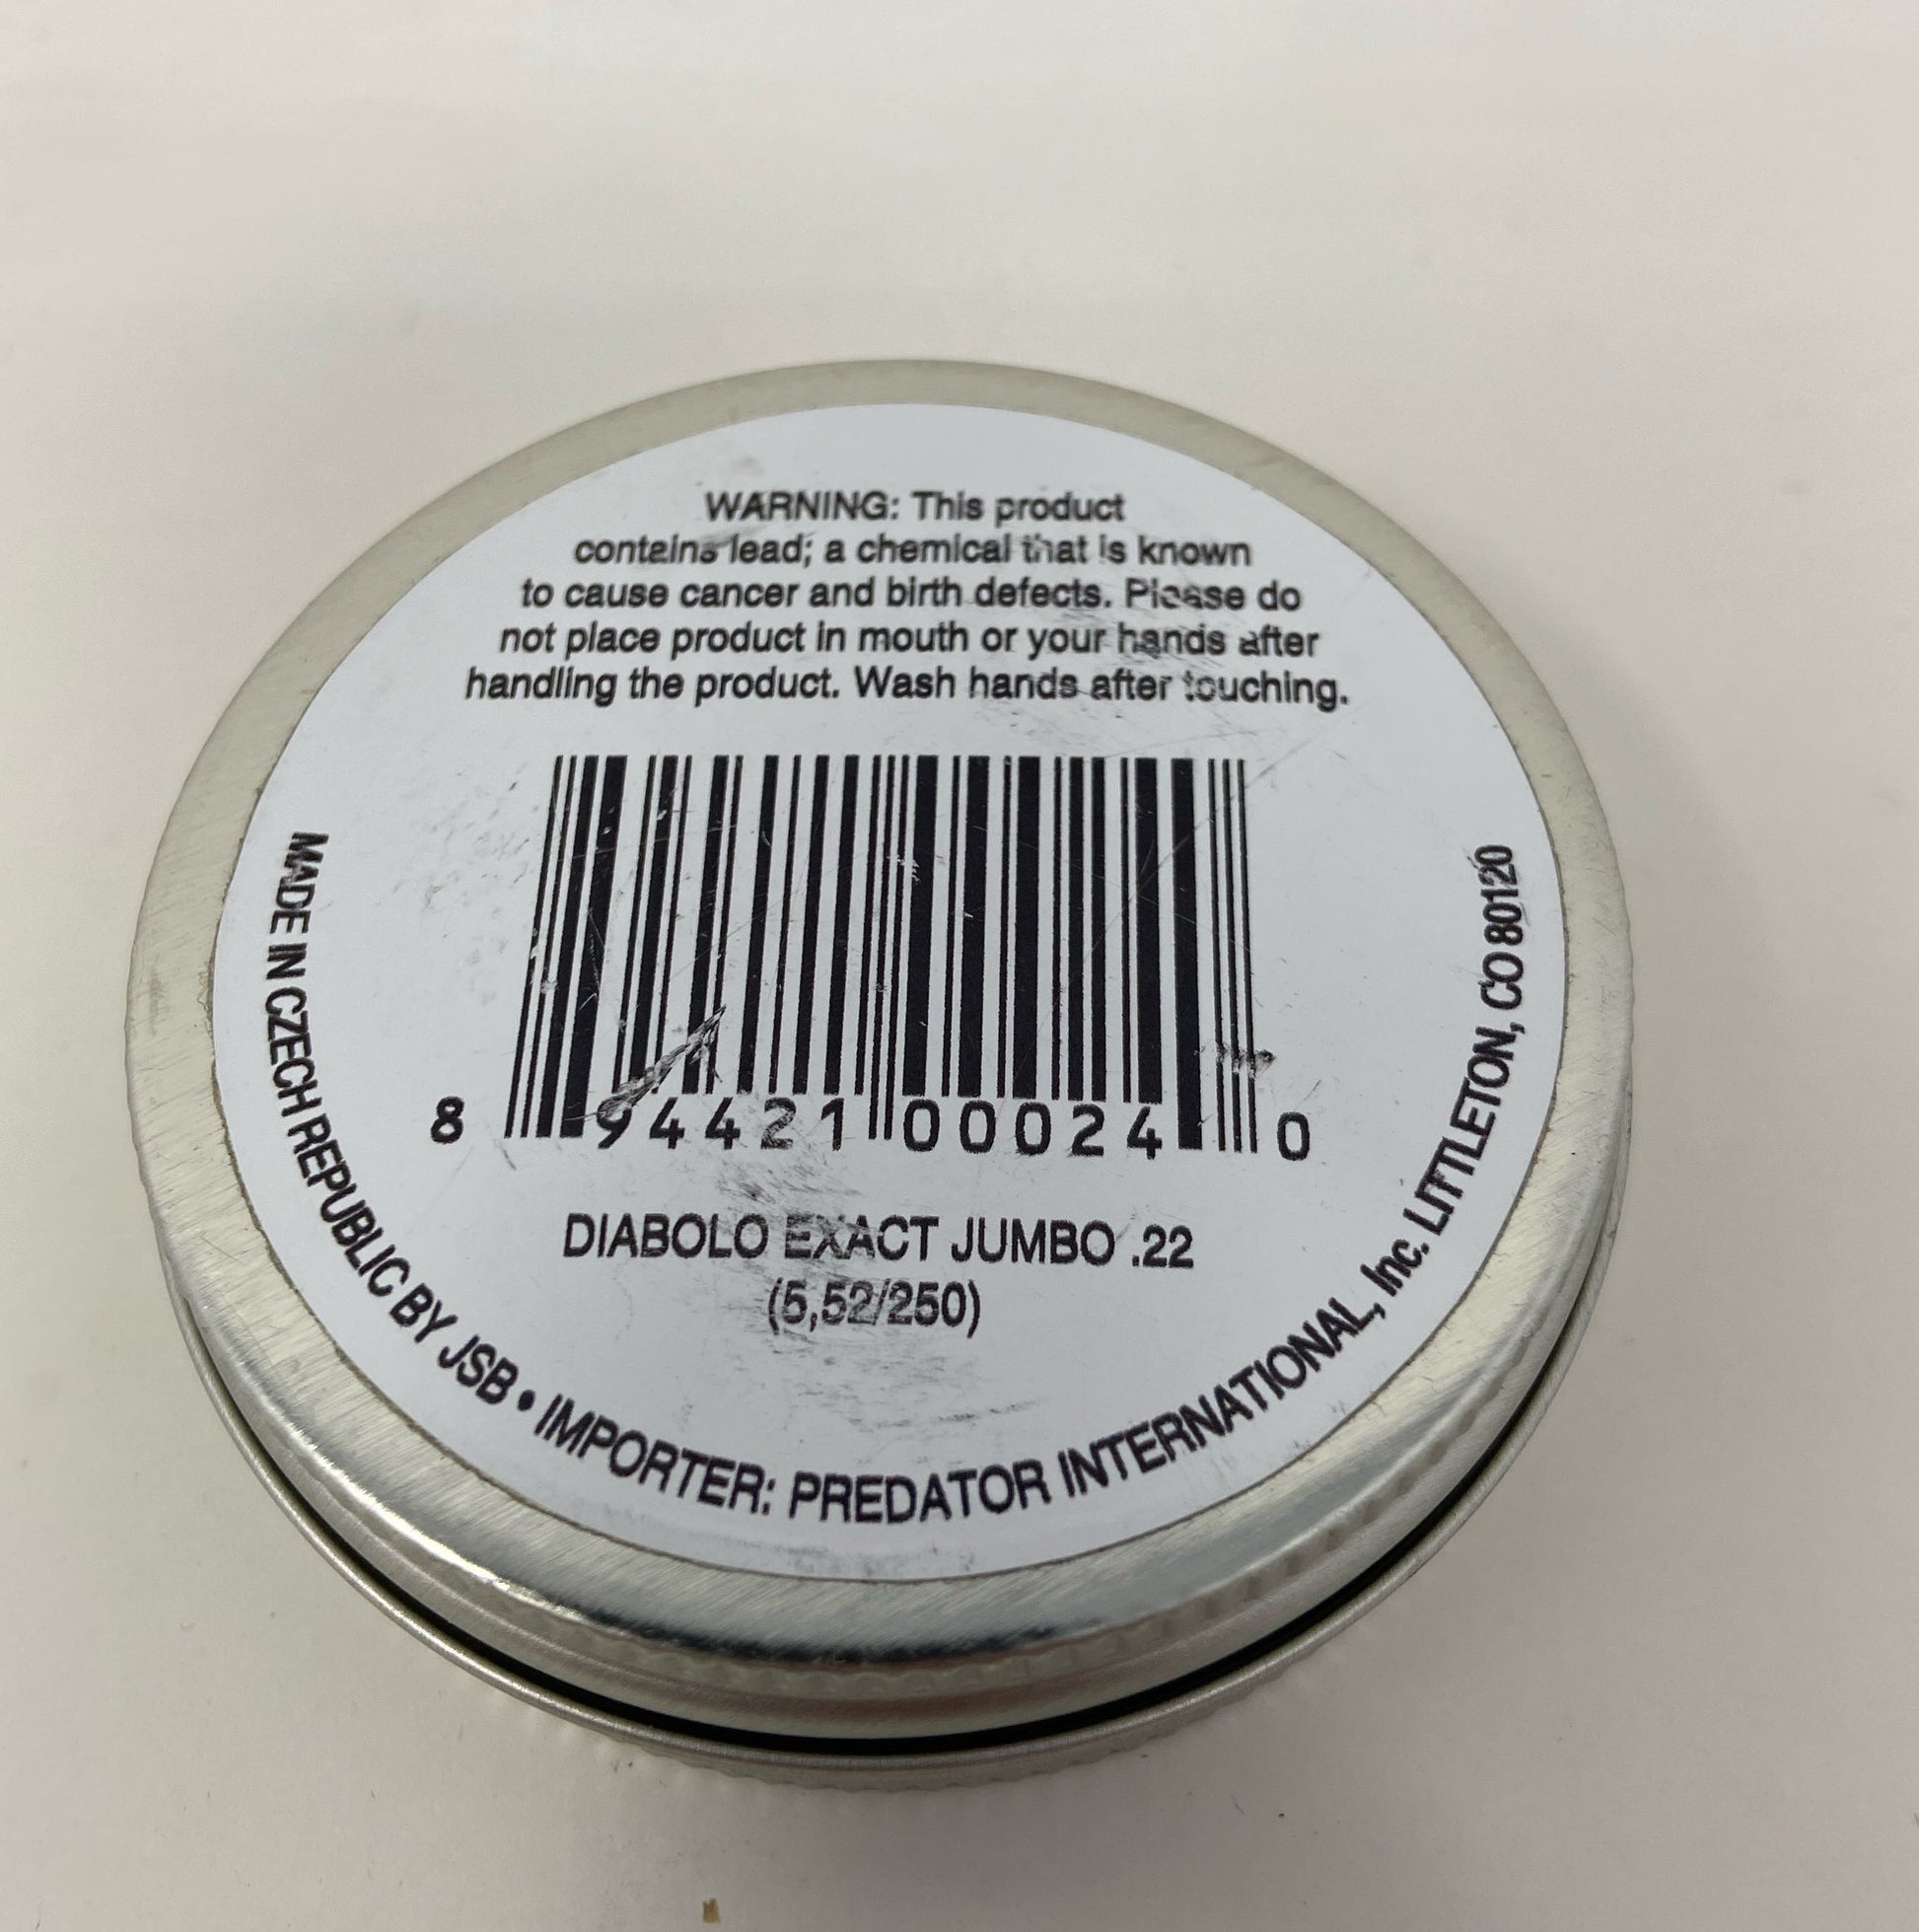 WARNING: This product
contains lead; a chemical that is known
to cause cancer and birth defects. Please do
not place product in mouth or your hands after
handling the product. Wash hands after touching.
8 94421 00024 0
DIABOLO EXACT JUMBO .22
(5,52/250)
MADE IN CZECH REPUBLIC BY JSB • IMPORTER: PREDATOR INTERNATIONAL, Inc. LITTLETON, CO 80120